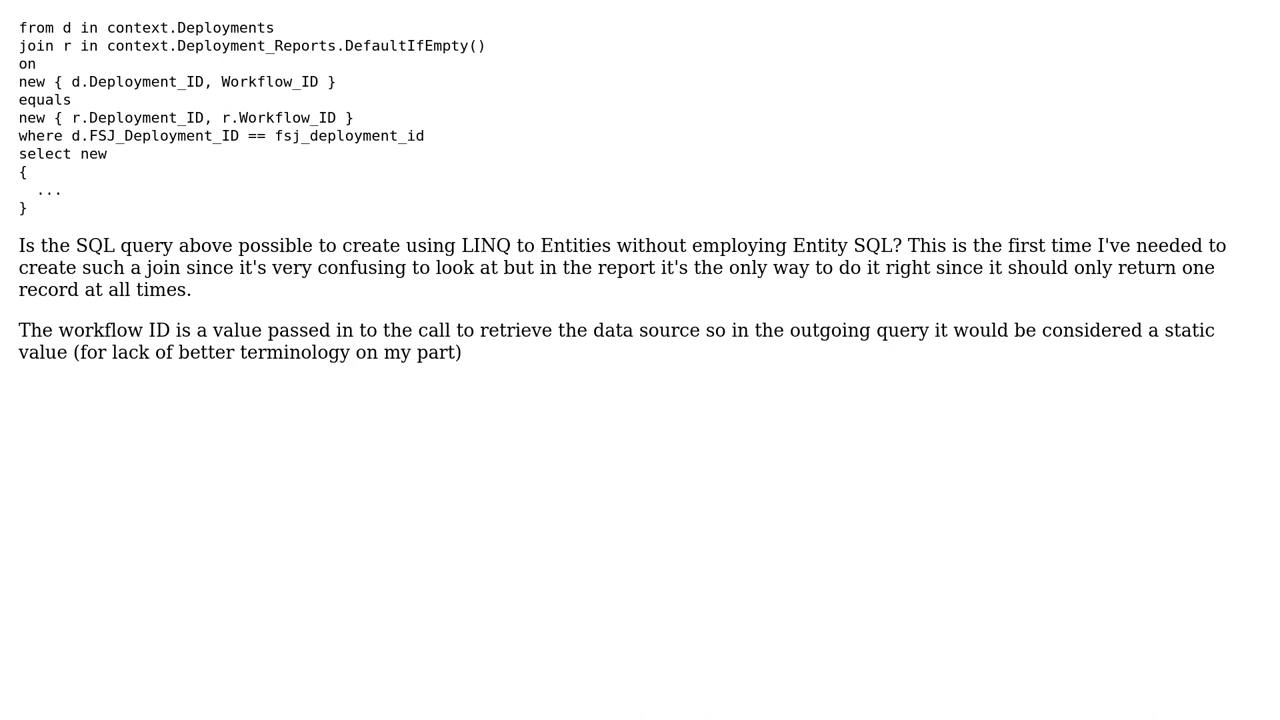 from d in context.Deployments
join r in context.Deployment_Reports.DefaultIfEmpty()
on
new { d.Deployment_ID, Workflow_ID }
equals
new { r.Deployment_ID, r.Workflow_ID }
where d.FSJ_Deployment_ID == fsj_deployment_id
select new
{
  ...
}
Is the SQL query above possible to create using LINQ to Entities without employing Entity SQL? This is the first time I've needed to
create such a join since it's very confusing to look at but in the report it's the only way to do it right since it should only return one
record at all times.
The workflow ID is a value passed in to the call to retrieve the data source so in the outgoing query it would be considered a static
value (for lack of better terminology on my part)